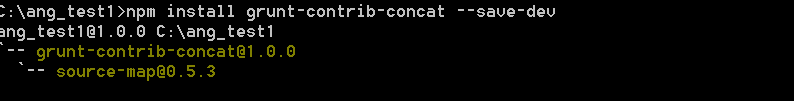 C:\ang_test1>npm install grunt-contrib-concat --save-dev
ang_test1@1.0.0 C:\ang_test1
`-- grunt-contrib-concat@1.0.0
  `-- source-map@0.5.3